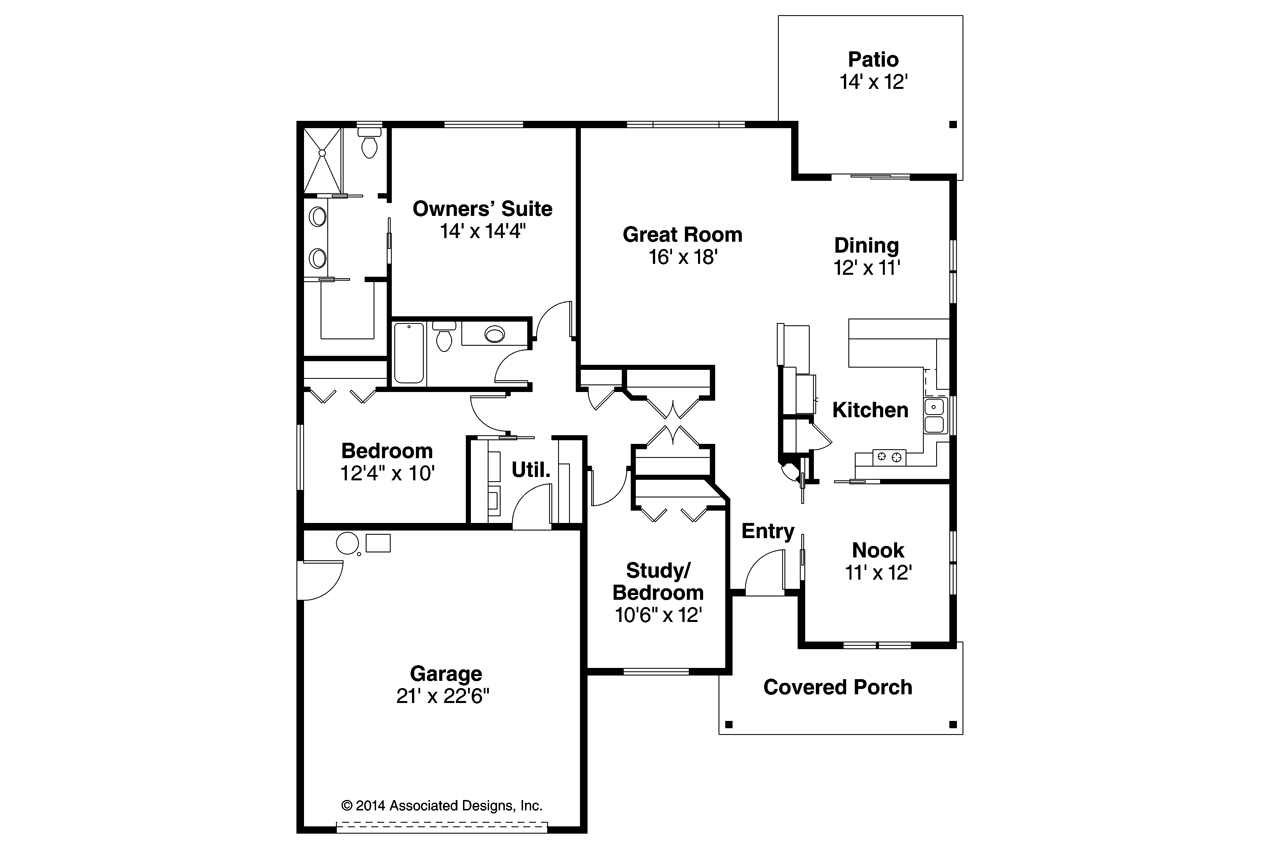 Patio
14' x 12'
Owners' Suite
14' x 14'4"
Great Room
16' x 18'
Dining
12' x 11'
Kitchen
Bedroom
12'4" x 10'
Util.
Entry
Nook
11' x 12'
Study/
Bedroom
10'6" x 12'
Garage
21' x 22'6"
Covered Porch
© 2014 Associated Designs, Inc.